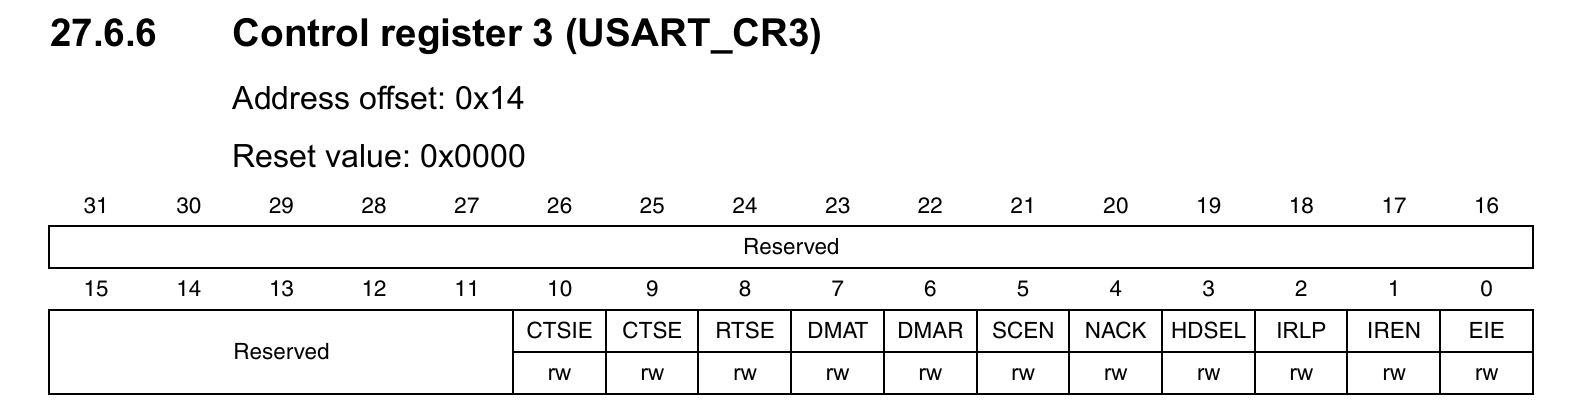 27.6.6 Control register 3 (USART_CR3)
Address offset: 0x14
Reset value: 0x0000
31 30 29 28 27 26 25 24 23 22 21 20 19 18 17 16
Reserved
15 14 13 12 11 10 9 8 7 6 5 4 3 2 1 0
Reserved CTSIE CTSE RTSE DMAT DMAR SCEN NACK HDSEL IRLP IREN EIE
rw rw rw rw rw rw rw rw rw rw rw